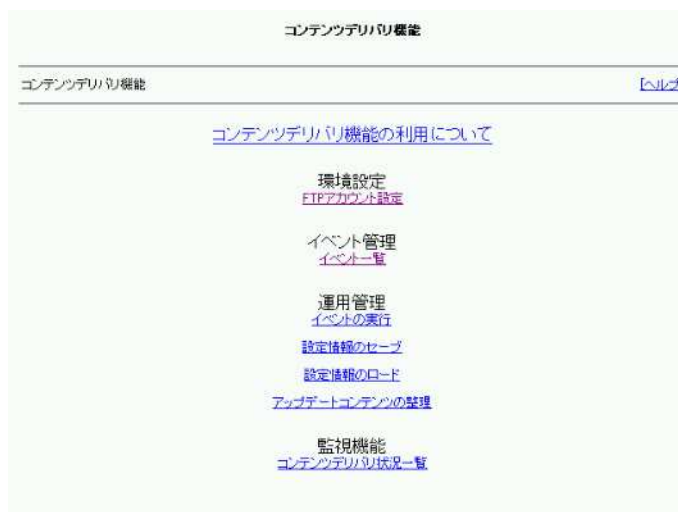 コンテンツデリバリ機能
コンテンツデリバリ機能 [ヘルプ
コンテンツデリバリ機能の利用について
環境設定
FTPアカウント設定
イベント管理
イベント一覧
運用管理
イベントの実行
設定情報のセーブ
設定情報のロード
アップデートコンテンツの整理
監視機能
コンテンツデリバリ状況一覧